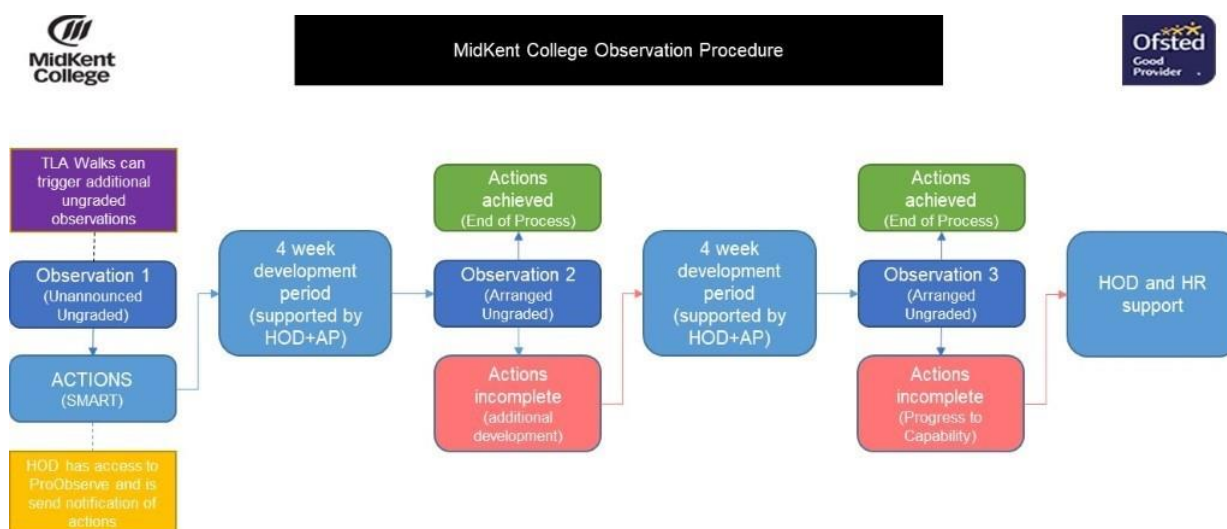 MidKent
College
MidKent College Observation Procedure
Ofsted
Good
Provider
TLA Walks can
trigger additional
ungraded
observations
Observation 1
(Unannounced
Ungraded)
ACTIONS
(SMART)
HOD has access to
ProObserve and is
send notification of
actions
4 week
development
period
(supported by
HOD+AP)
Actions
achieved
(End of Process)
Observation 2
(Arranged
Ungraded)
Actions
incomplete
(additional
development)
4 week
development
period
(supported by
HOD+AP)
Actions
achieved
(End of Process)
Observation 3
(Arranged
Ungraded)
Actions
incomplete
(Progress to
Capability)
HOD and HR
support